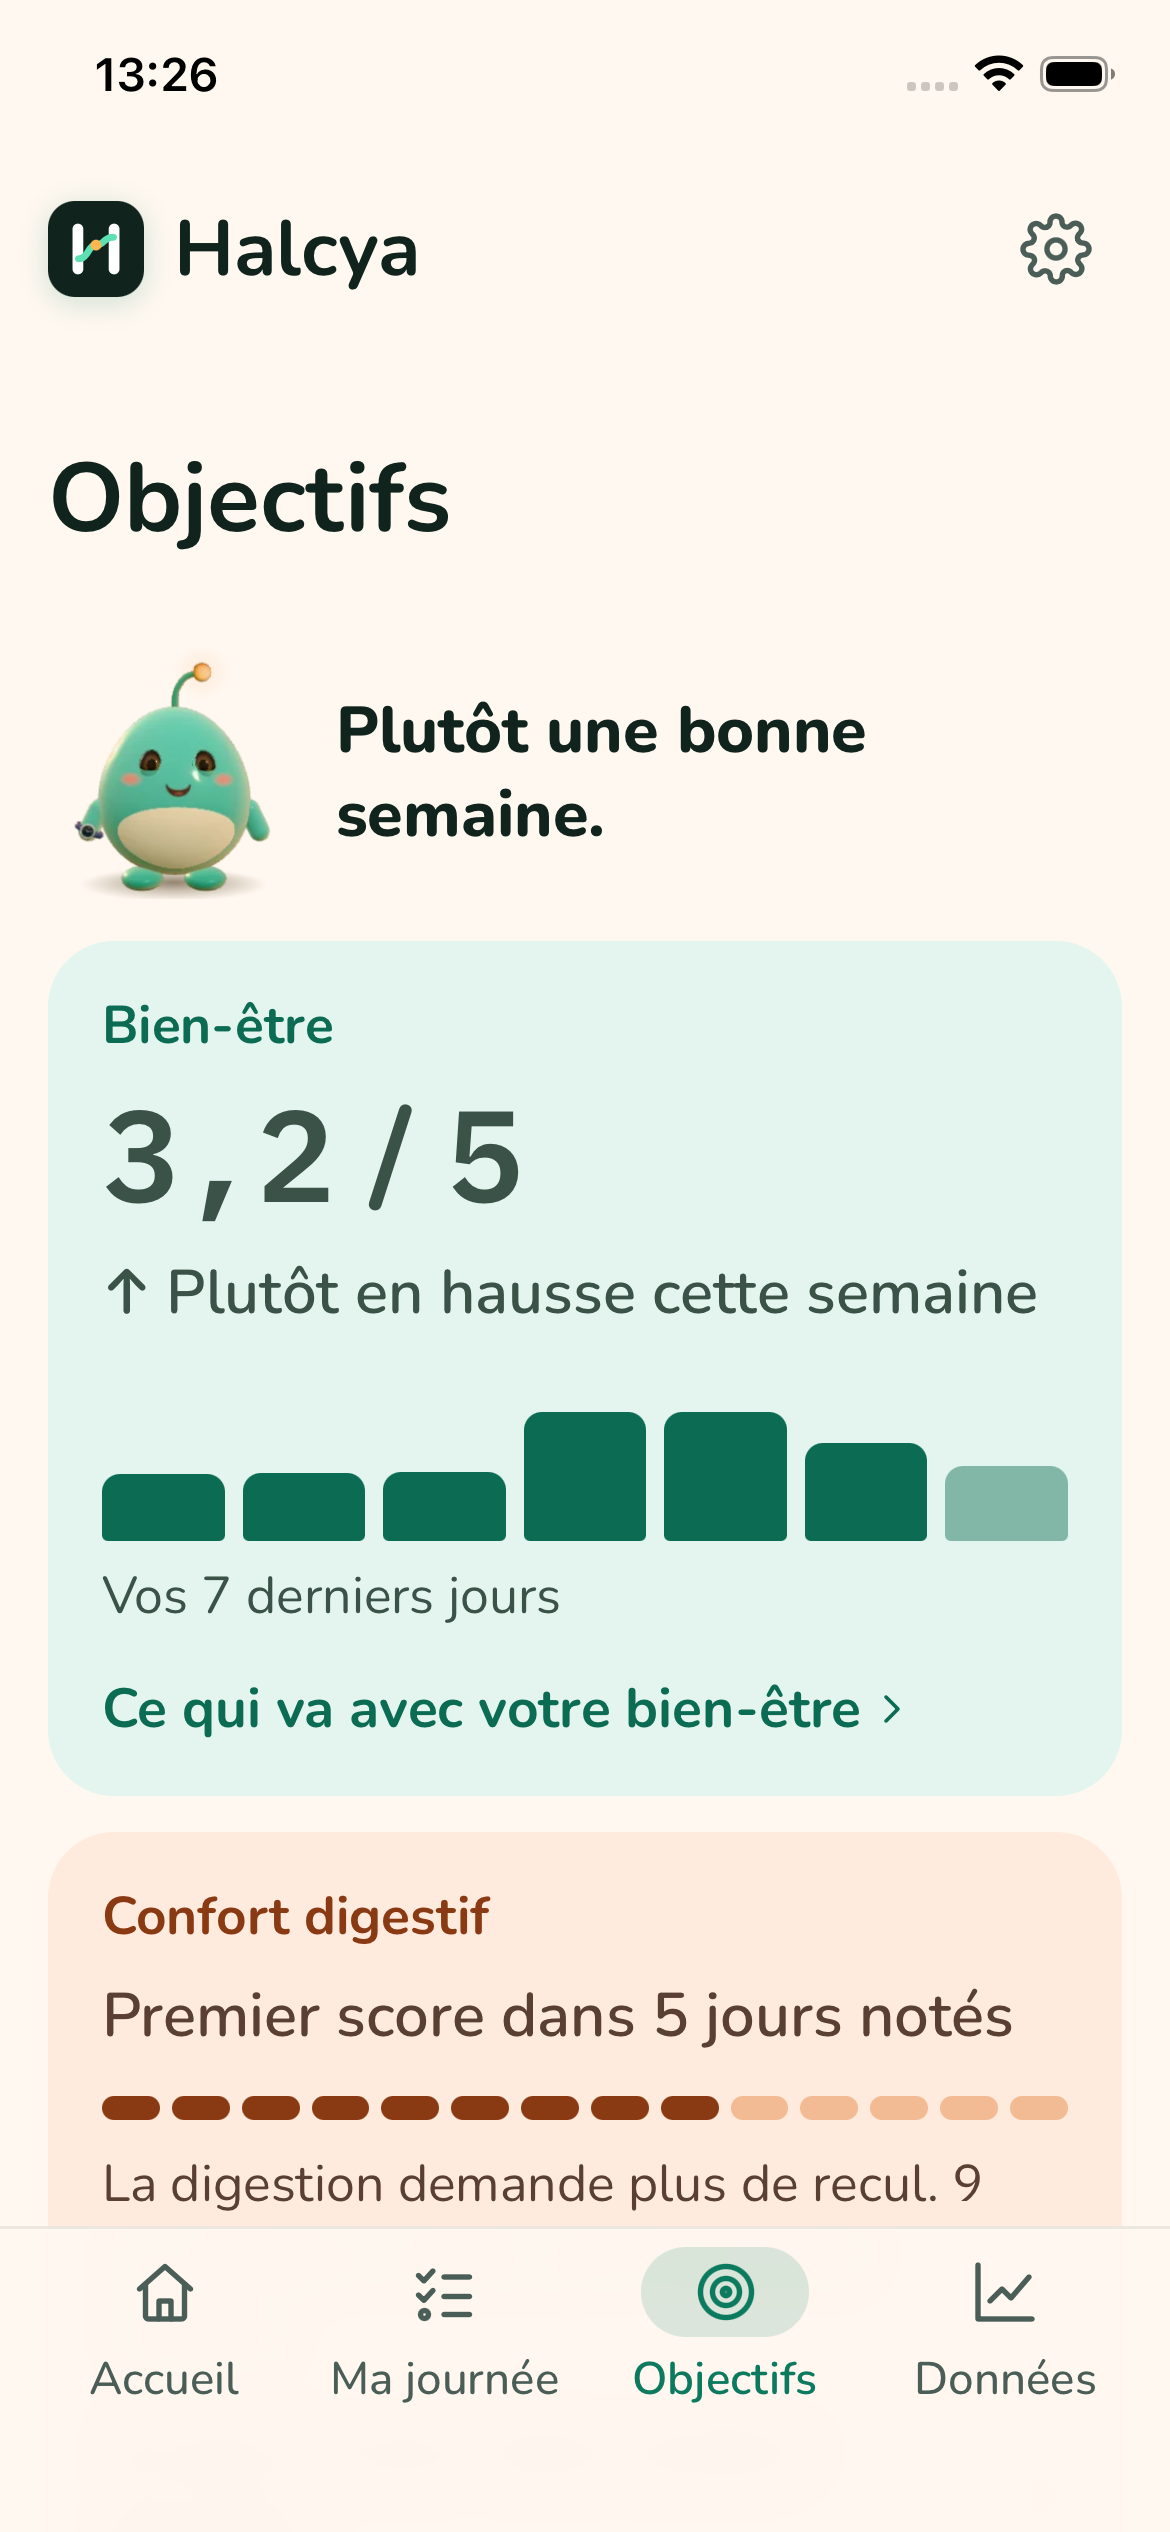 13:26
Halcya
Objectifs
Plutôt une bonne
semaine.
Bien-être
3,2/5
↑ Plutôt en hausse cette semaine
Vos 7 derniers jours
Ce qui va avec votre bien-être >
Confort digestif
Premier score dans 5 jours notés
La digestion demande plus de recul. 9
Accueil
Ma journée
Objectifs
Données